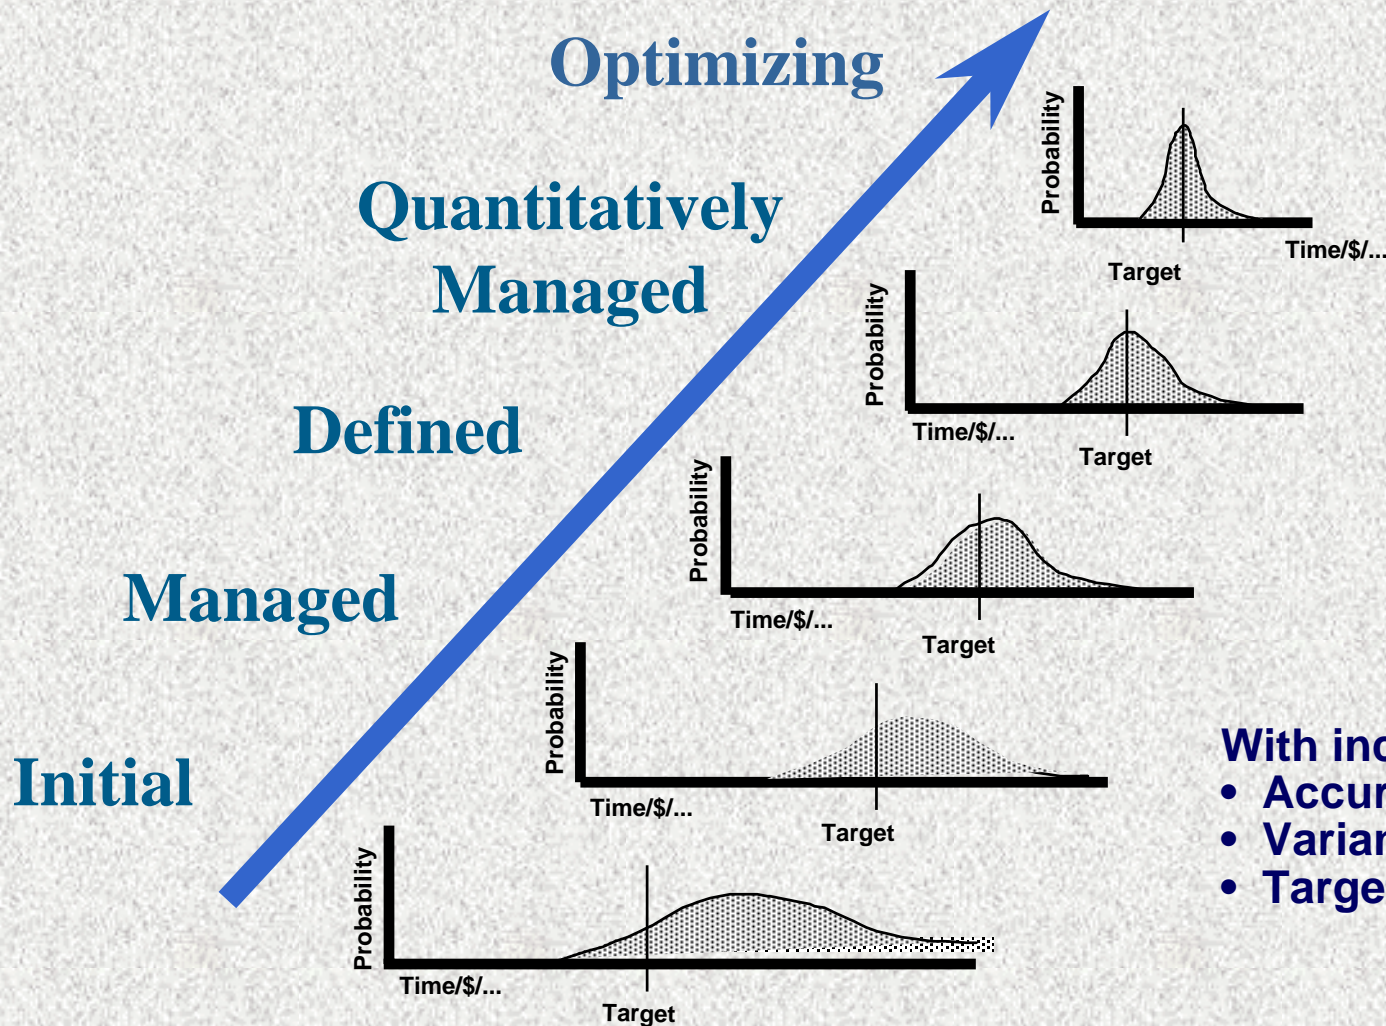 Optimizing
Probability
Time/$/...
Target
Quantitatively
Managed
Probability
Time/$/...
Target
Defined
Probability
Time/$/...
Target
Managed
Probability
Time/$/...
Target
Initial
Probability
Time/$/...
Target
With
•
•
•